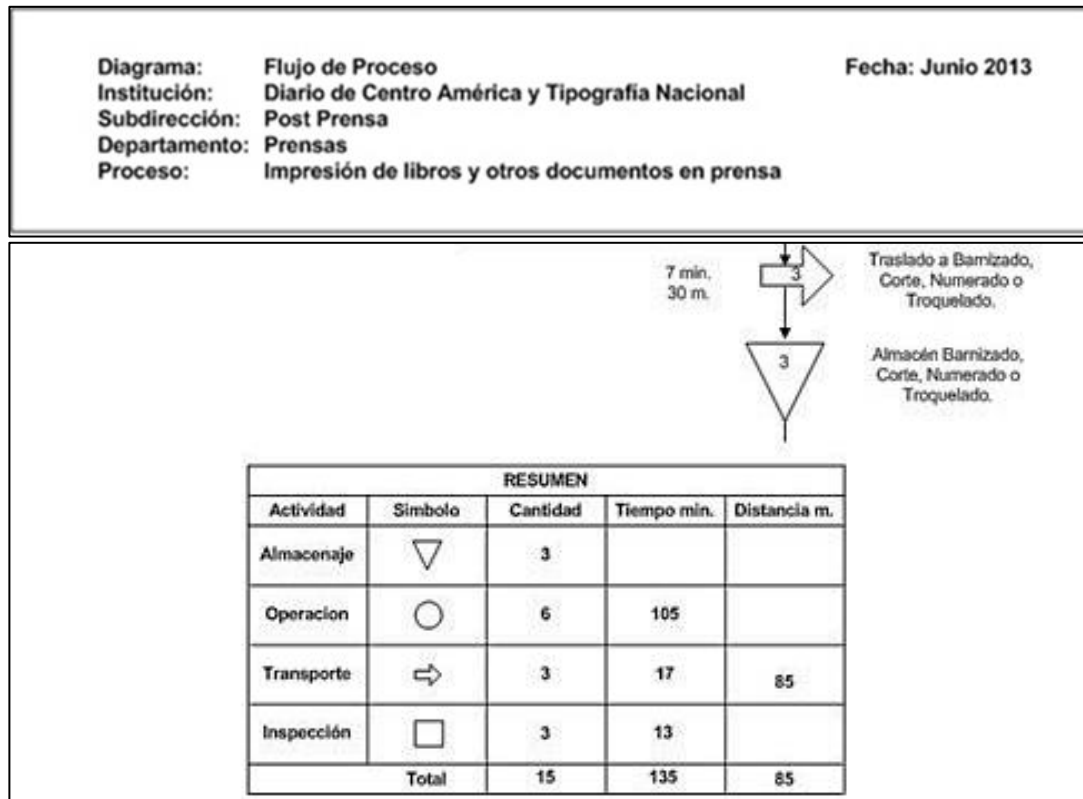 Diagrama: Flujo de Proceso Fecha: Junio 2013
Institución: Diario de Centro América y Tipografía Nacional
Subdirección: Post Prensa
Departamento: Prensas
Proceso: Impresión de libros y otros documentos en prensa
7 min.
30 m.
3
Traslado a Barnizado,
Corte, Numerado o
Troquelado.
3
Almacén Barnizado,
Corte, Numerado o
Troquelado.
RESUMEN
Actividad Simbolo Cantidad Tiempo min. Distancia m.
Almacenaje 3
Operacion 6 105
Transporte 3 17 85
Inspección 3 13
Total 15 135 85